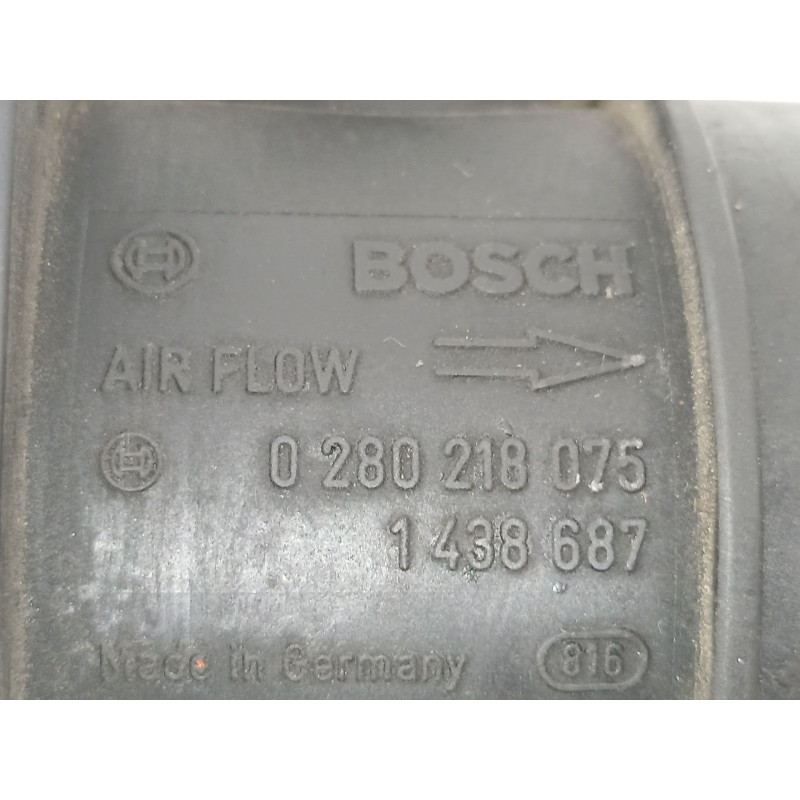 BOSCH
AIR FLOW
0 280 218 075
1 438 687
Made in Germany 816